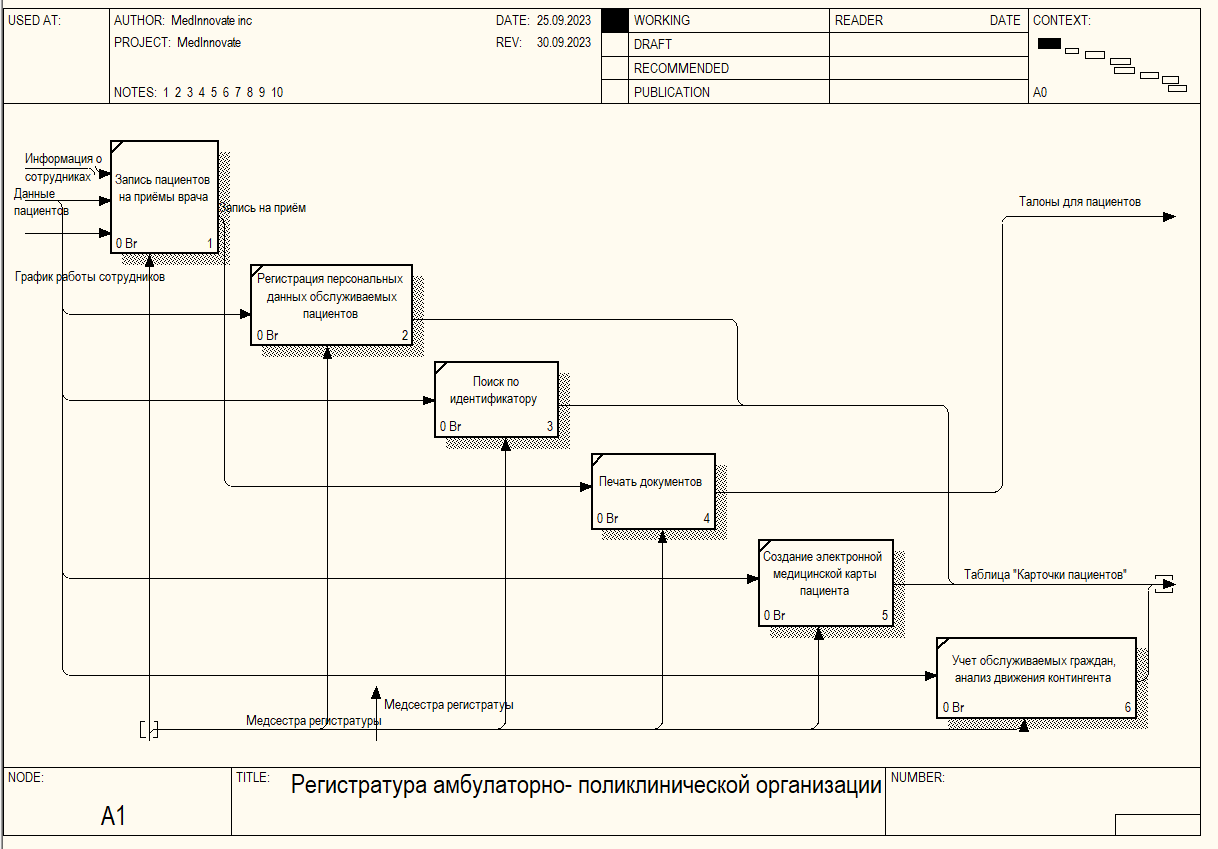 USED AT:
AUTHOR: MedInnovate inc
DATE: 25.09.2023
PROJECT: MedInnovate
REV: 30.09.2023
NOTES: 1 2 3 4 5 6 7 8 9 10
WORKING
DRAFT
RECOMMENDED
PUBLICATION
READER
DATE
CONTEXT:
A0
Информация о
сотрудниках
Данные
пациентов
График работы сотрудников
Запись пациентов
на приёмы врача
0 Br
1
Запись на приём
Талоны для пациентов
Регистрация персональных
данных обслуживаемых
пациентов
0 Br
2
Поиск по
идентификатору
0 Br
3
Печать документов
0 Br
4
Создание электронной
медицинской карты
пациента
0 Br
5
Таблица "Карточки пациентов"
Учет обслуживаемых граждан,
анализ движения контингента
0 Br
6
Медсестра регистратуы
Медсестра регистратуры
NODE:
A1
TITLE:
Регистратура амбулаторно- поликлинической организации
NUMBER: